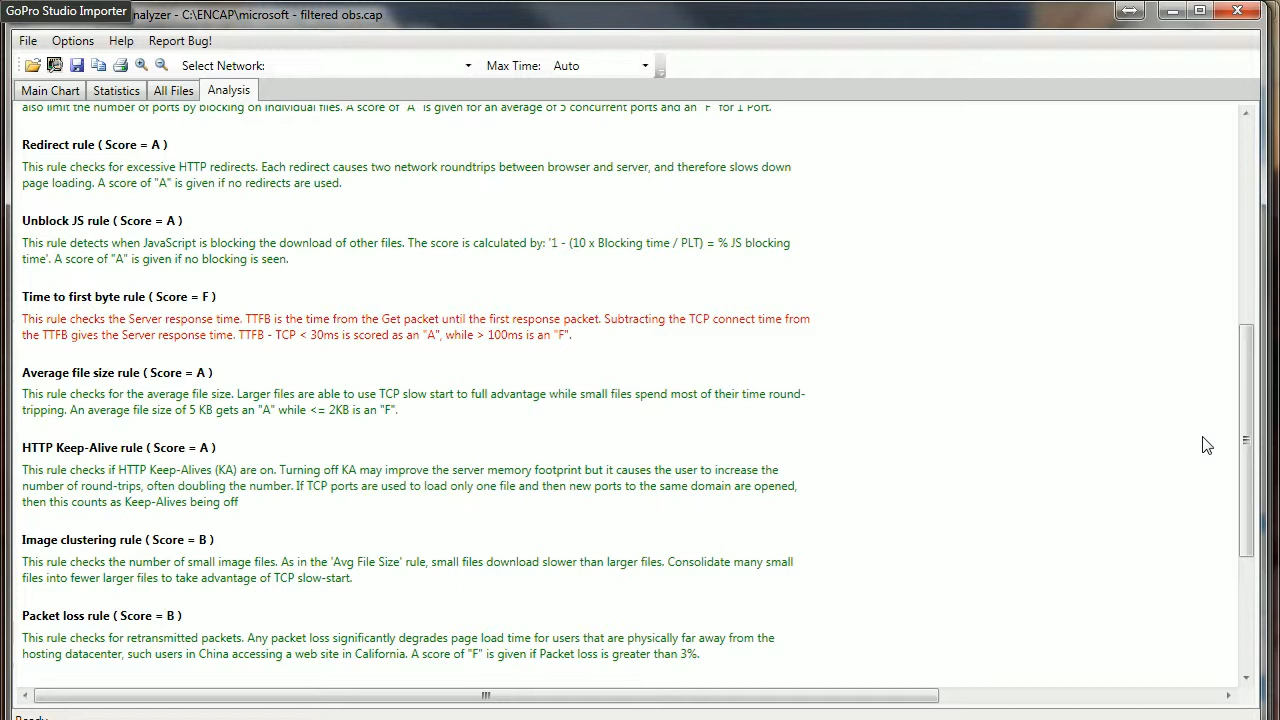 GoPro Studio Importer
nalyzer - C:\ENCAP\microsoft - filtered obs.cap
File Options Help Report Bug!
Select Network: Max Time: Auto
Main Chart Statistics All Files Analysis
also limit the number of ports by blocking on individual files. A score of "A" is given for an average of 5 concurrent ports and an "F" for 1 Port.
Redirect rule ( Score = A )
This rule checks for excessive HTTP redirects. Each redirect causes two network roundtrips between browser and server, and therefore slows down
page loading. A score of "A" is given if no redirects are used.
Unblock JS rule ( Score = A )
This rule detects when JavaScript is blocking the download of other files. The score is calculated by: '1 - (10 x Blocking time / PLT) = % JS blocking
time'. A score of "A" is given if no blocking is seen.
Time to first byte rule ( Score = F )
This rule checks the Server response time. TTFB is the time from the Get packet until the first response packet. Subtracting the TCP connect time from
the TTFB gives the Server response time. TTFB - TCP < 30ms is scored as an "A", while > 100ms is an "F".
Average file size rule ( Score = A )
This rule checks for the average file size. Larger files are able to use TCP slow start to full advantage while small files spend most of their time round-
tripping. An average file size of 5 KB gets an "A" while <= 2KB is an "F".
HTTP Keep-Alive rule ( Score = A )
This rule checks if HTTP Keep-Alives (KA) are on. Turning off KA may improve the server memory footprint but it causes the user to increase the
number of round-trips, often doubling the number. If TCP ports are used to load only one file and then new ports to the same domain are opened,
then this counts as Keep-Alives being off
Image clustering rule ( Score = B )
This rule checks the number of small image files. As in the 'Avg File Size' rule, small files download slower than larger files. Consolidate many small
files into fewer larger files to take advantage of TCP slow-start.
Packet loss rule ( Score = B )
This rule checks for retransmitted packets. Any packet loss significantly degrades page load time for users that are physically far away from the
hosting datacenter, such users in China accessing a web site in California. A score of "F" is given if Packet loss is greater than 3%.
Ready